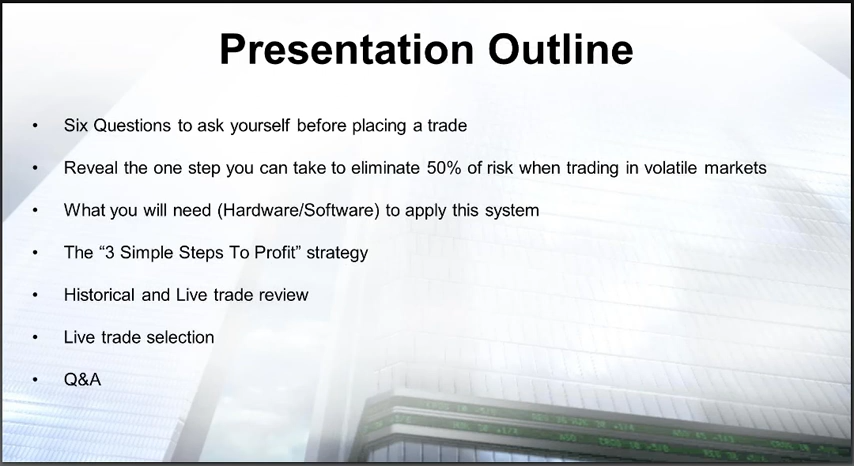 Presentation Outline
• Six Questions to ask yourself before placing a trade
• Reveal the one step you can take to eliminate 50% of risk when trading in volatile markets
• What you will need (Hardware/Software) to apply this system
• The “3 Simple Steps To Profit” strategy
• Historical and Live trade review
• Live trade selection
• Q&A